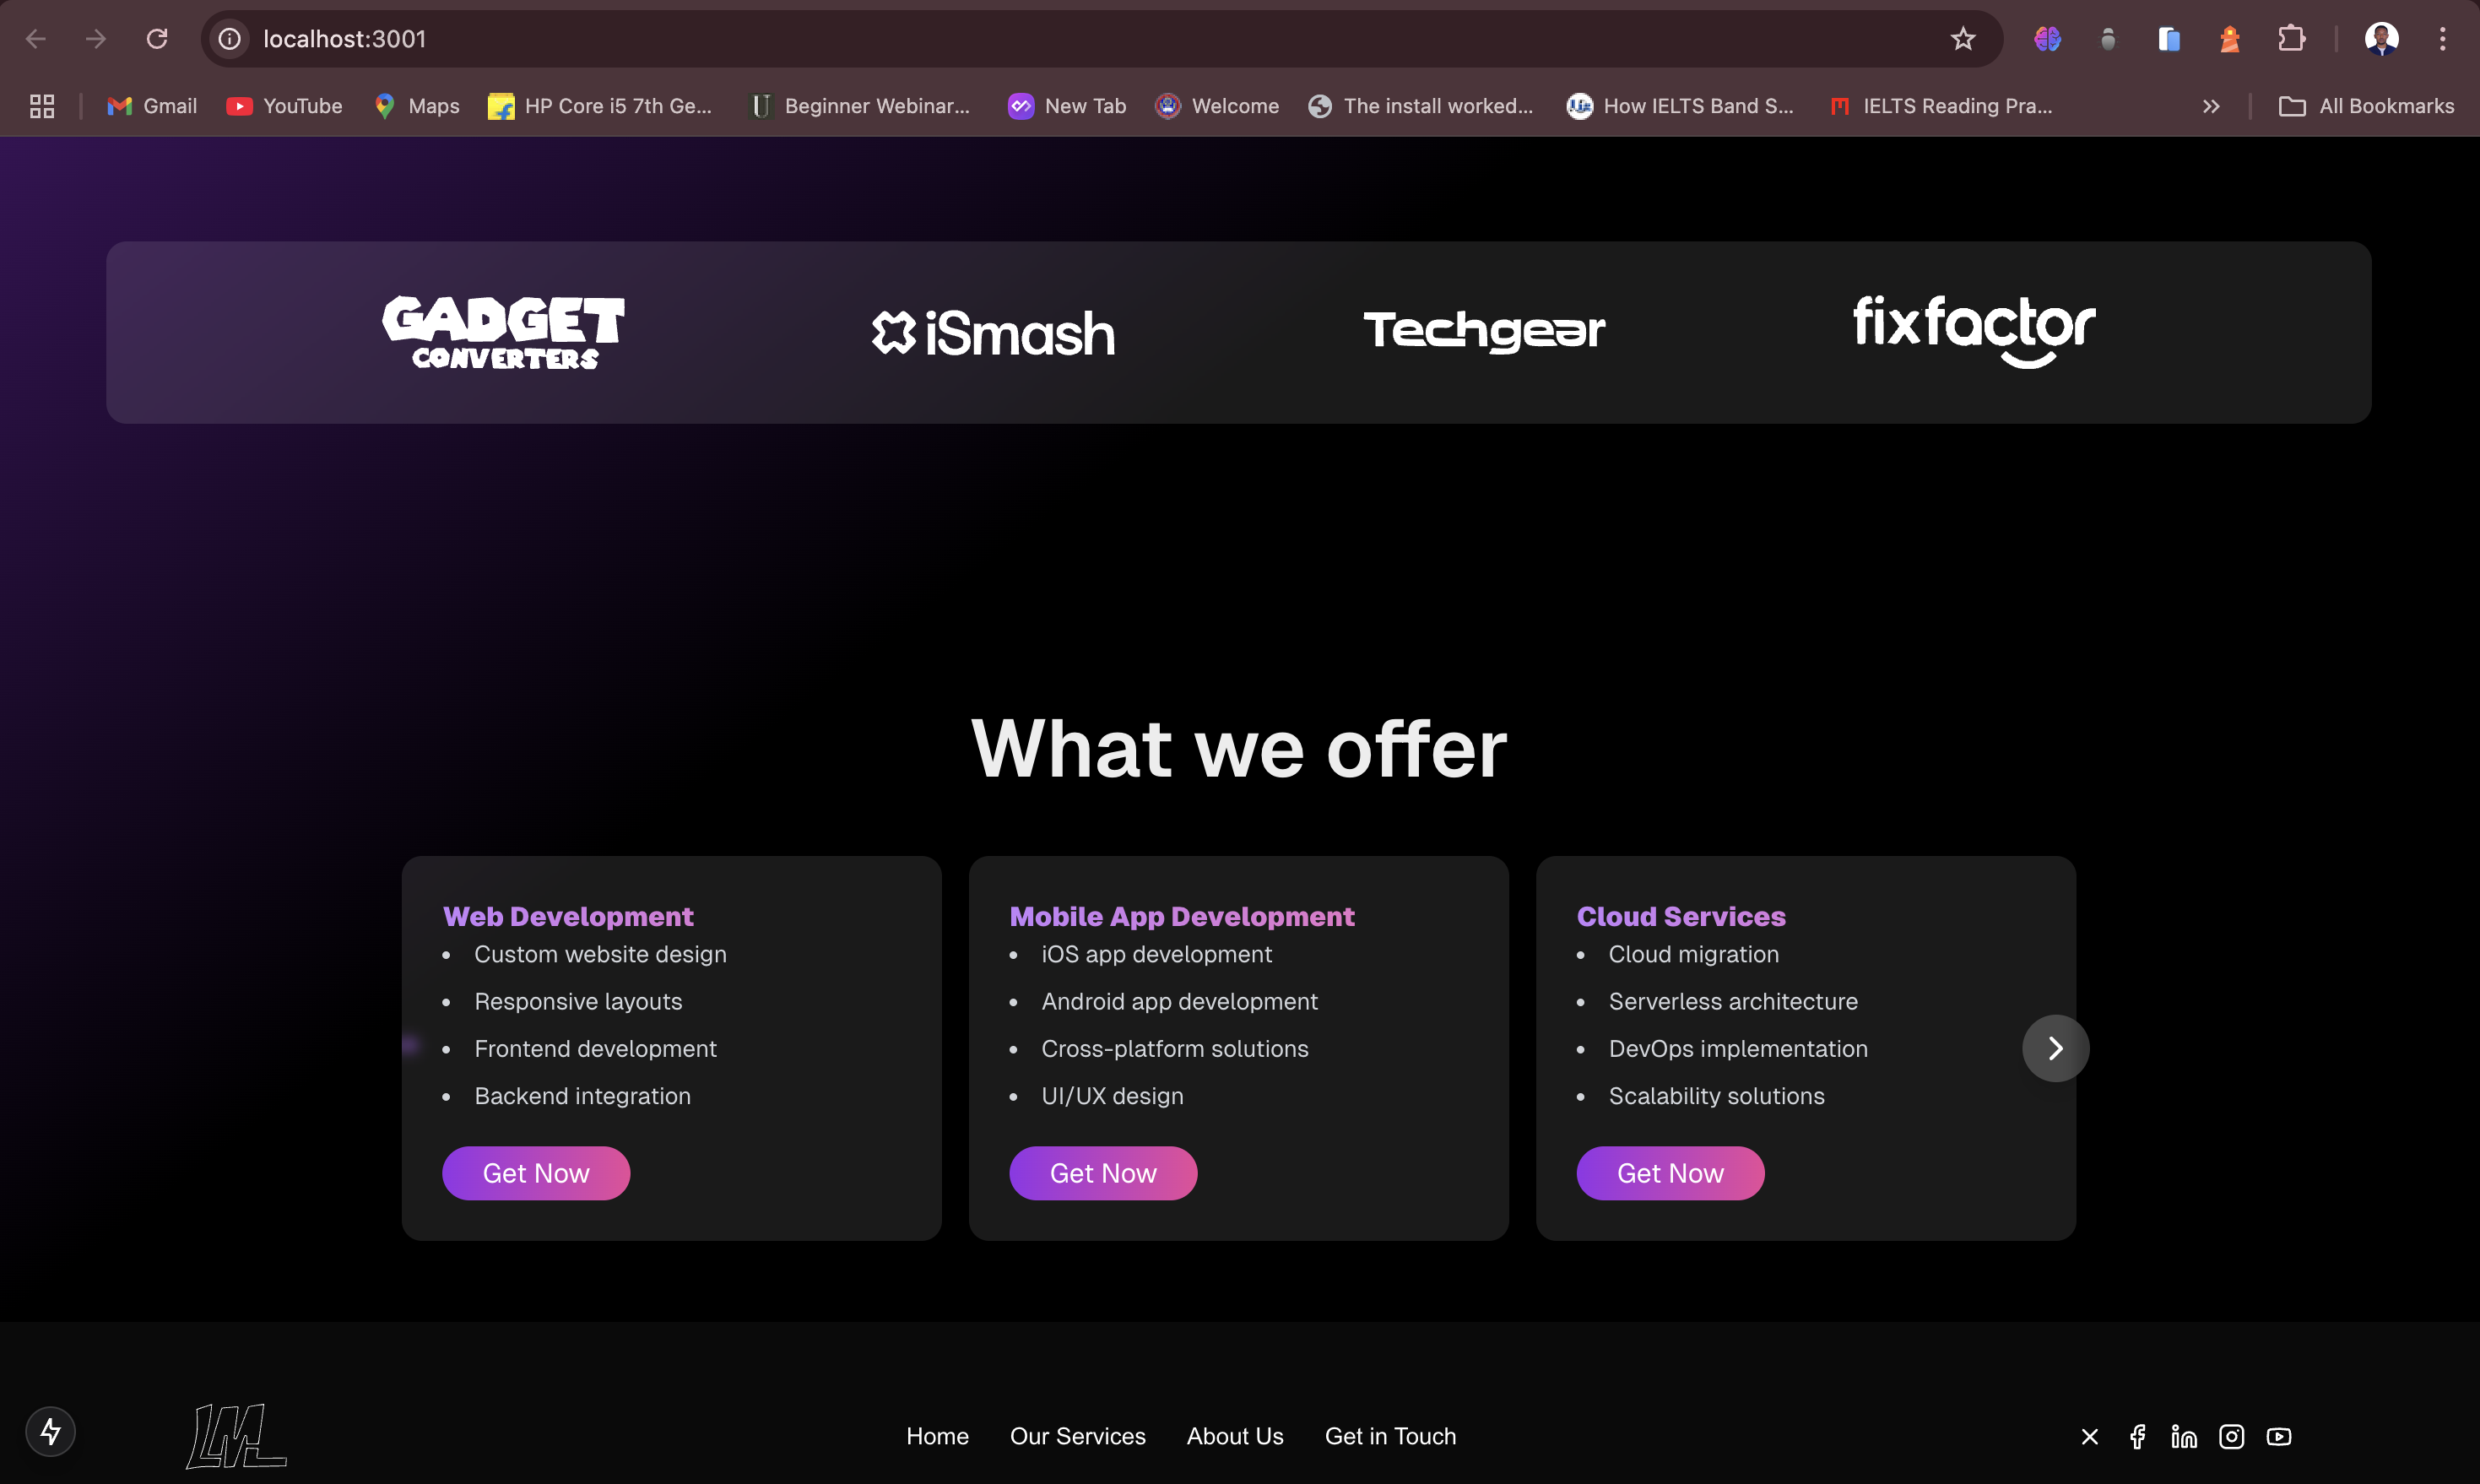 localhost:3001
Gmail YouTube Maps HP Core i5 7th Ge... Beginner Webinar... New Tab Welcome The install worked... How IELTS Band S... IELTS Reading Pra... All Bookmarks
GADGET CONVERTERS
iSmash
Techgear
fixfactor
What we offer
Web Development
Custom website design
Responsive layouts
Frontend development
Backend integration
Get Now
Mobile App Development
iOS app development
Android app development
Cross-platform solutions
UI/UX design
Get Now
Cloud Services
Cloud migration
Serverless architecture
DevOps implementation
Scalability solutions
Get Now
Home Our Services About Us Get in Touch